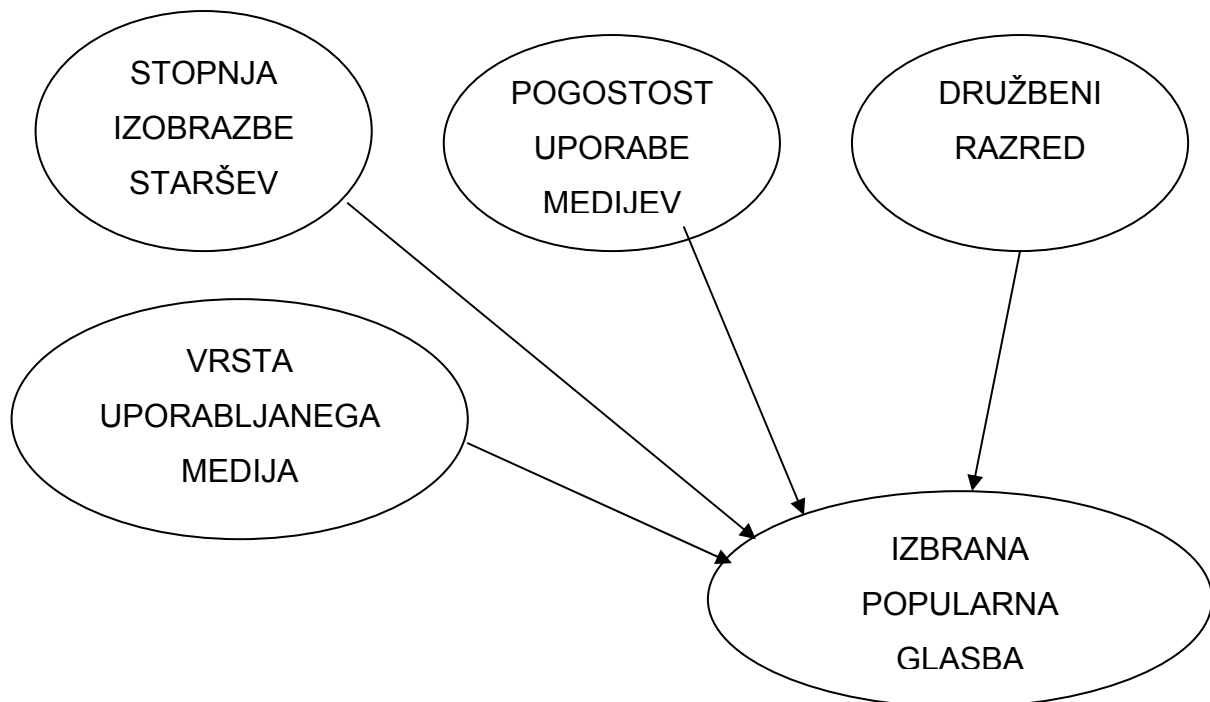 STOPNJA
IZOBRAZBE
STARŠEV
POGOSTOST
UPORABE
MEDIJEV
DRUŽBENI
RAZRED
VRSTA
UPORABLJANEGA
MEDIJA
IZBRANA
POPULARNA
GLASBA